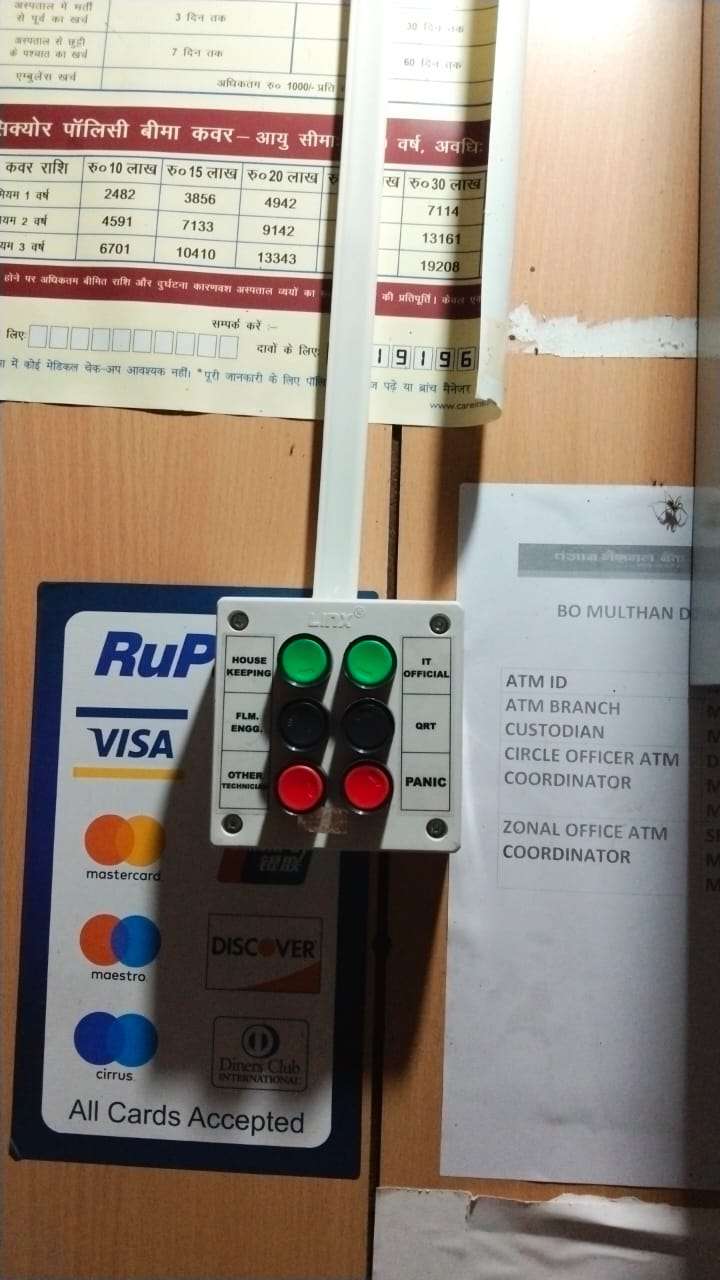 अस्पताल में भर्ती
से पूर्व का खर्च
3 दिन तक
30 दिन तक
अस्पताल से छुट्टी
के पश्चात का खर्च
7 दिन तक
60 दिन तक
एम्बुलेंस खर्च
अधिकतम रु० 1000/- प्रति
पॉलिसी बीमा कवर – आयु सीमा वर्ष, अवधि
कवर राशि रु०10 लाख रु०15 लाख रु०20 लाख रु०30 लाख
1 वर्ष 2482 3856 4942 7114
2 वर्ष 4591 7133 9142 13161
3 वर्ष 6701 10410 13343 19208
होने पर अधिकतम बीमित राशि और दुर्घटना कारणवश अस्पताल व्ययों का की प्रतिपूर्ति। केवल
सम्पर्क करें :–
लिए
दावों के लिए 19196
में कोई मेडिकल चेक-अप आवश्यक नहीं। *पूरी जानकारी के लिए पढ़े या ब्रांच मैनेजर
www.care
BO MULTHAN D
ATM ID
ATM BRANCH
CUSTODIAN
CIRCLE OFFICER ATM
COORDINATOR
ZONAL OFFICE ATM
COORDINATOR
LINX
HOUSE
KEEPING
IT
OFFICIAL
FLM.
ENGG.
QRT
OTHER
TECHNICIAN
PANIC
RuP
VISA
mastercard
maestro
DISCOVER
cirrus
Diners Club
INTERNATIONAL
All Cards Accepted